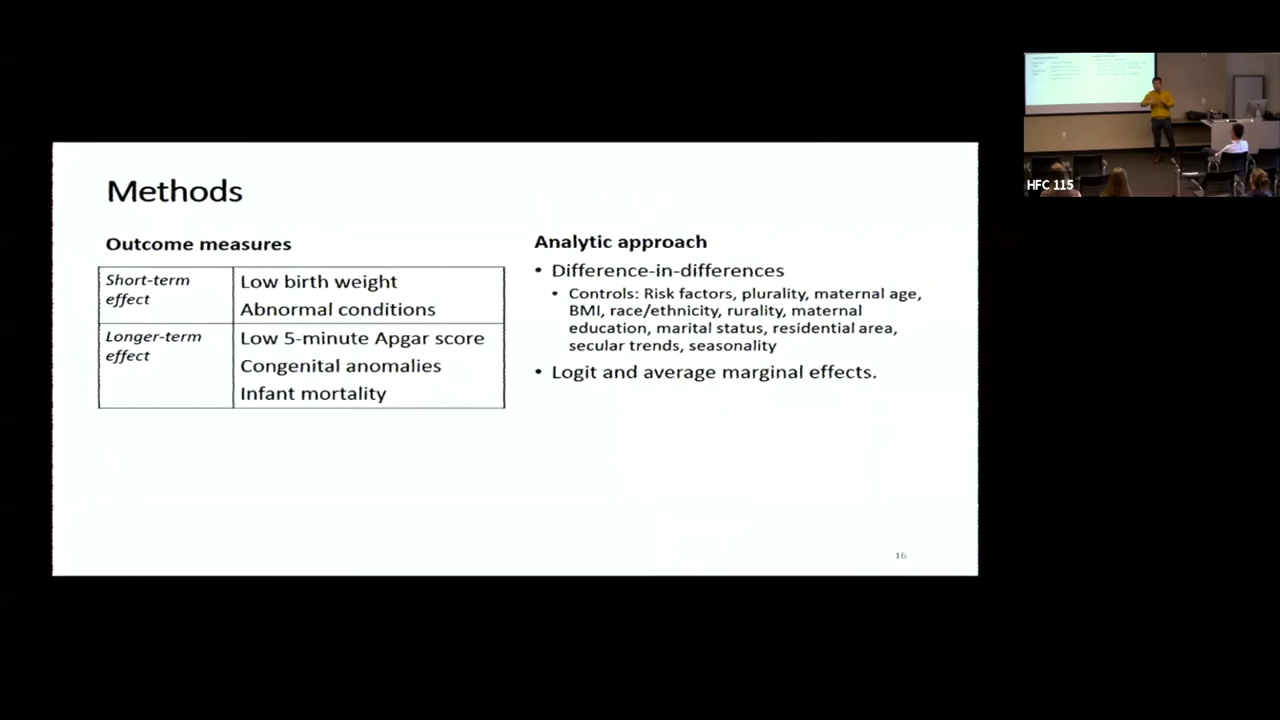 Methods
Outcome measures
Short-term
effect
Low birth weight
Abnormal conditions
Longer-term
effect
Low 5-minute Apgar score
Congenital anomalies
Infant mortality
Analytic approach
• Difference-in-differences
• Controls: Risk factors, plurality, maternal age,
BMI, race/ethnicity, rurality, maternal
education, marital status, residential area,
secular trends, seasonality
• Logit and average marginal effects.
16
HFC 115